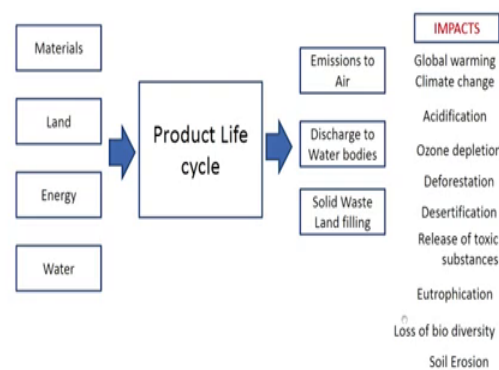 Materials
Land
Energy
Water
Product Life
cycle
Emissions to
Air
Discharge to
Water bodies
Solid Waste
Land filling
IMPACTS
Global warming
Climate change
Acidification
Ozone depletion
Deforestation
Desertification
Release of toxic
substances
Eutrophication
Loss of bio diversity
Soil Erosion